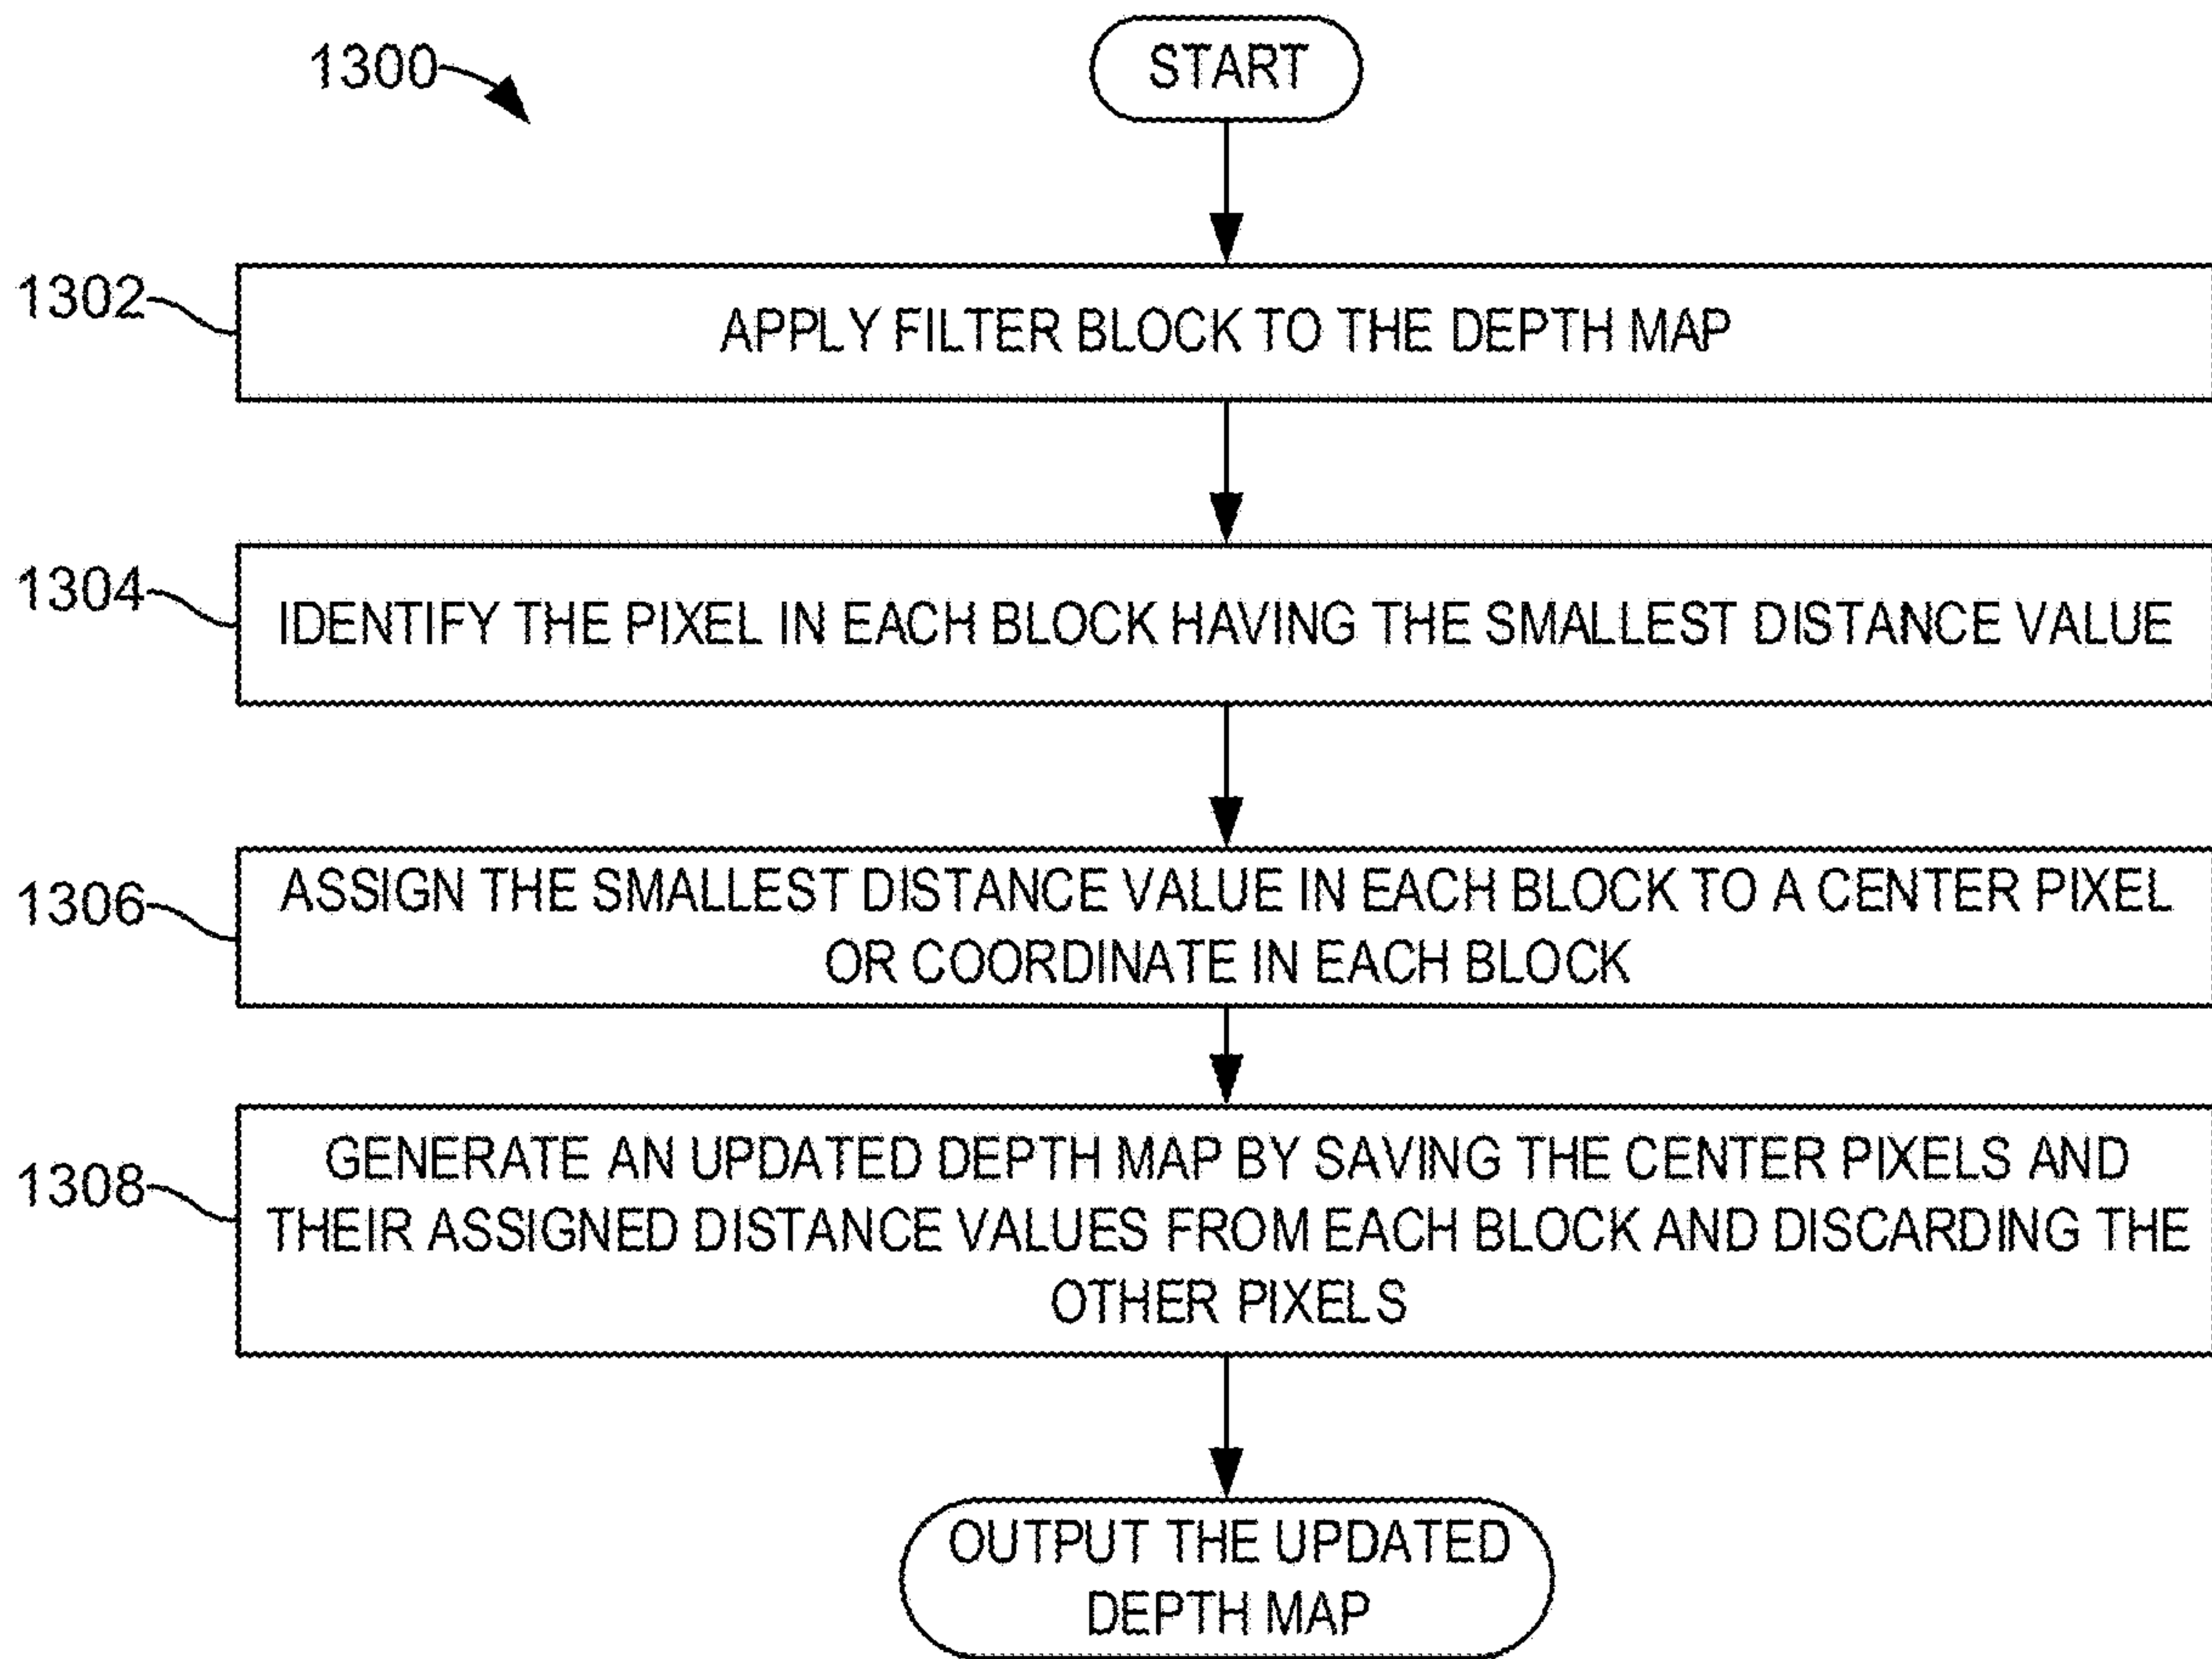 1300
START
1302
APPLY FILTER BLOCK TO THE DEPTH MAP
1304
IDENTIFY THE PIXEL IN EACH BLOCK HAVING THE SMALLEST DISTANCE VALUE
1306
ASSIGN THE SMALLEST DISTANCE VALUE IN EACH BLOCK TO A CENTER PIXEL
OR COORDINATE IN EACH BLOCK
1308
GENERATE AN UPDATED DEPTH MAP BY SAVING THE CENTER PIXELS AND
THEIR ASSIGNED DISTANCE VALUES FROM EACH BLOCK AND DISCARDING THE
OTHER PIXELS
OUTPUT THE UPDATED
DEPTH MAP